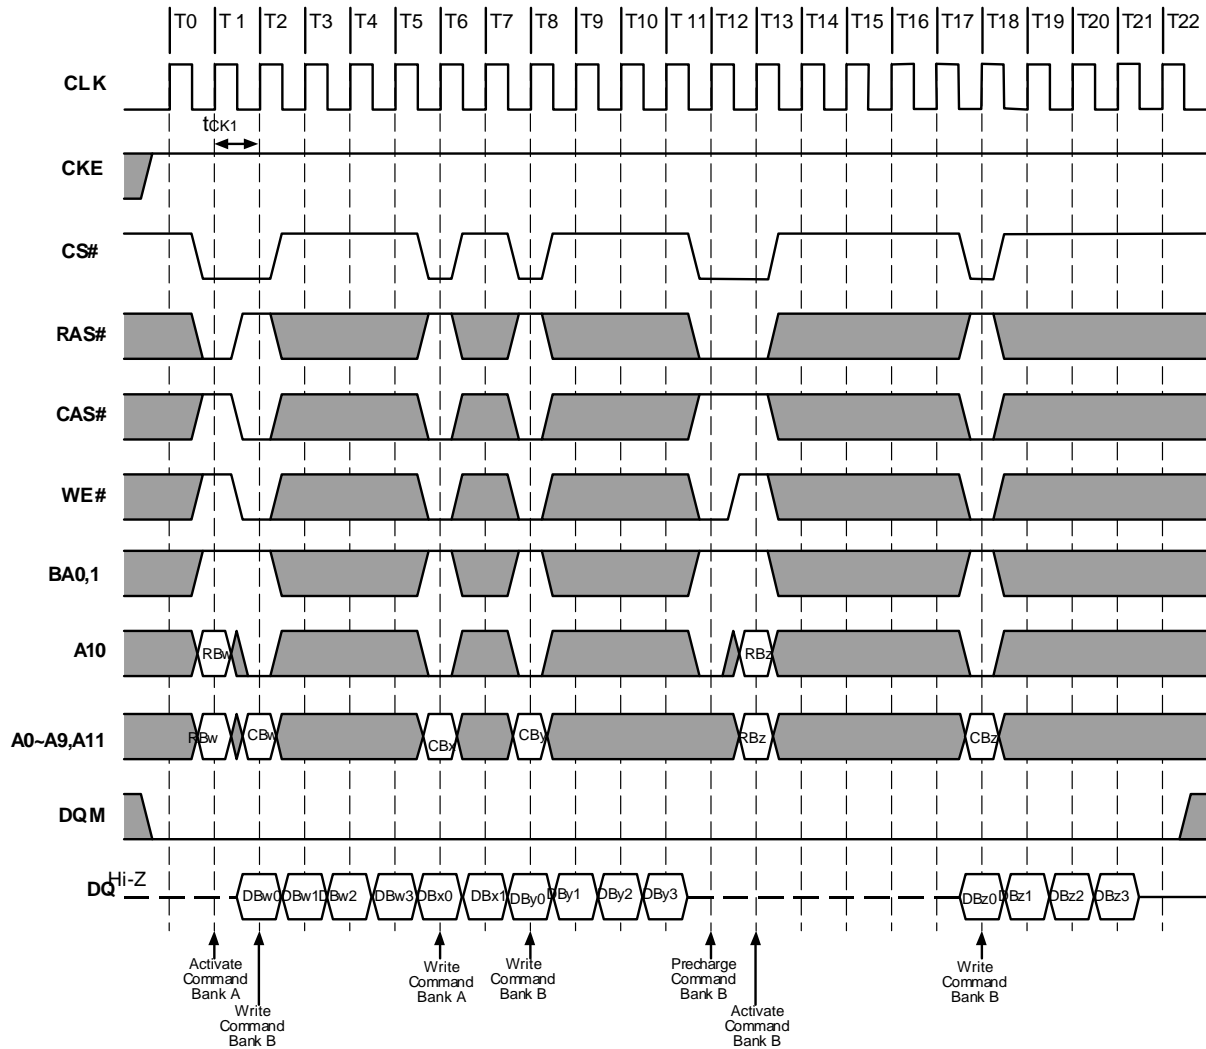 T0 T 1 T2 T3 T4 T5 T6 T7 T8 T9 T10 T 11 T12 T13 T14 T15 T16 T17 T18 T19 T20 T21 T22
CLK
tCK1
CKE
CS#
RAS#
CAS#
WE#
BA0,1
A10
RBw RBz
A0~A9,A11
RBw CBw CBx CBy RBz CBz
DQM
DQ Hi-Z
DBw0 DBw1 DBw2 DBw3 DBx0 DBx1 DBy0 DBy1 DBy2 DBy3 DBz0 DBz1 DBz2 DBz3
Activate
Command
Bank A
Write
Command
Bank B
Write
Command
Bank A
Write
Command
Bank B
Precharge
Command
Bank B
Activate
Command
Bank B
Write
Command
Bank B